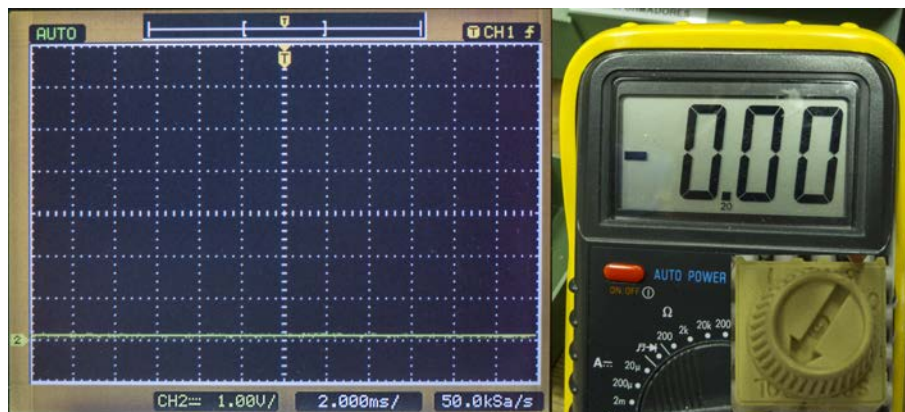 AUTO
T
T CH1
T
2
CH2 1.00V/ 2.000ms/ 50.0kSa/s
FORMADORES
-0.00
20
AUTO POWER
ON OFF
Ω
200 2k 20k 200
A 20µ
200µ
2m